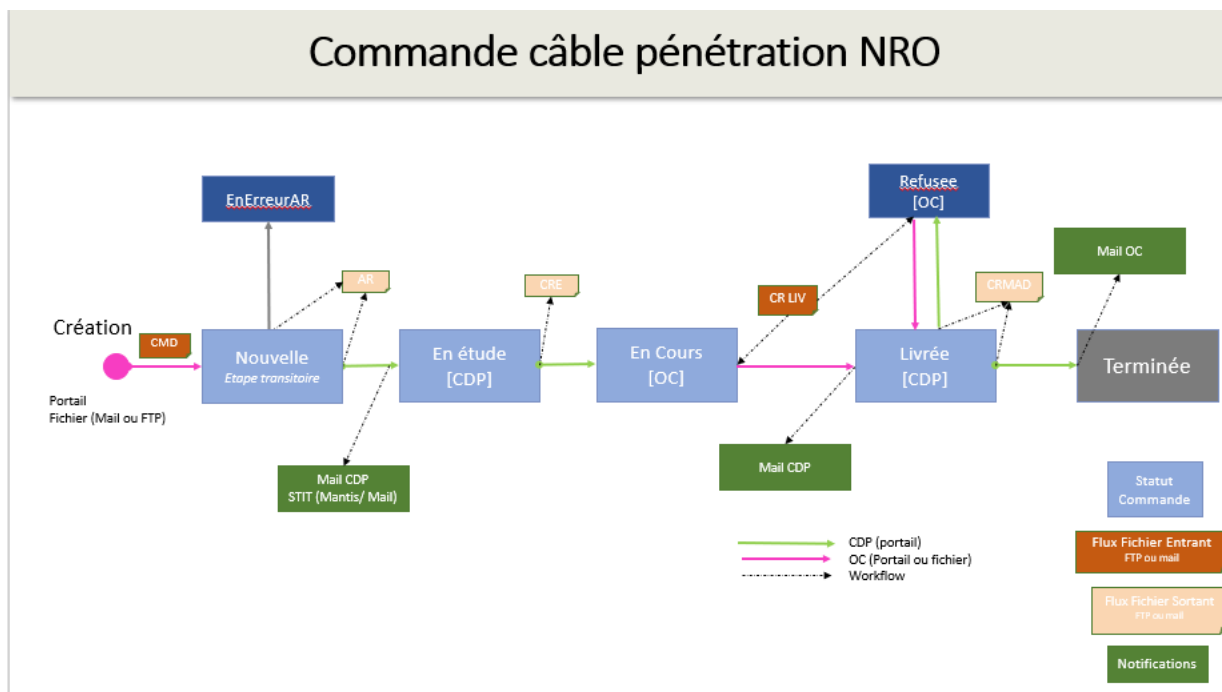 Commande câble pénétration NRO
EnErreurAR
Refusee
[OC]
Mail OC
AR
CRE
CR LIV
CRMAD
Création
CMD
Nouvelle
Etape transitoire
En étude
[CDP]
En Cours
[OC]
Livrée
[CDP]
Terminée
Portail
Fichier (Mail ou FTP)
Mail CDP
STIT (Mantis/ Mail)
Mail CDP
Statut
Commande
CDP (portail)
OC (Portail ou fichier)
Workflow
Flux Fichier Entrant
FTP ou mail
Flux Fichier Sortant
FTP ou mail
Notifications